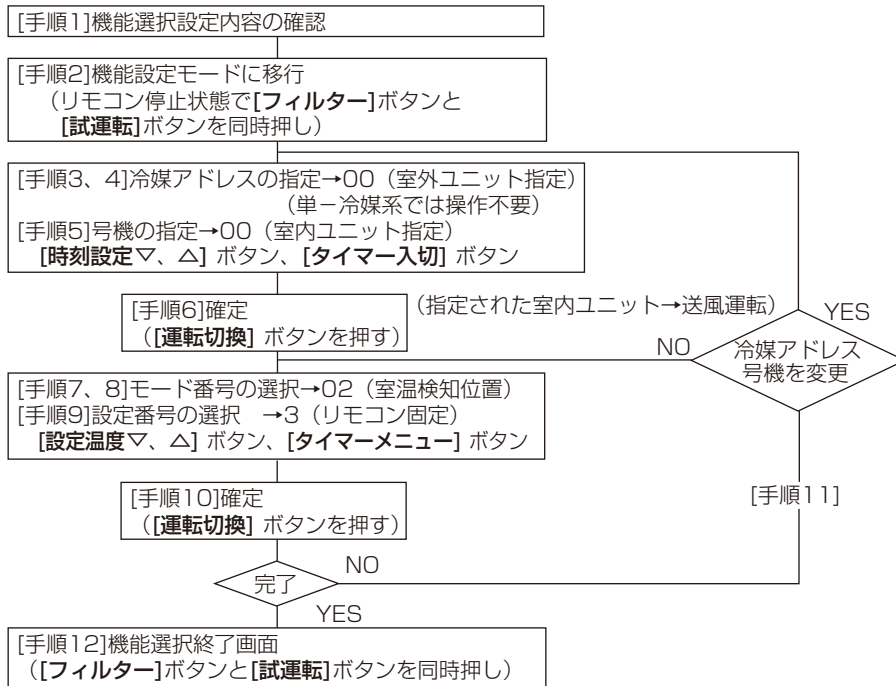 [手順1]機能選択設定内容の確認
[手順2]機能設定モードに移行
（リモコン停止状態で[フィルター]ボタンと
[試運転]ボタンを同時押し）
[手順3、4]冷媒アドレスの指定→00（室外ユニット指定）
（単一冷媒系では操作不要）
[手順5]号機の指定→00（室内ユニット指定）
[時刻設定▽、△] ボタン、[タイマー入切] ボタン
[手順6]確定
（[運転切換] ボタンを押す）
（指定された室内ユニット→送風運転）
YES
NO
冷媒アドレス
号機を変更
[手順7、8]モード番号の選択→02（室温検知位置）
[手順9]設定番号の選択　→3（リモコン固定）
[設定温度▽、△] ボタン、[タイマーメニュー] ボタン
[手順10]確定
（[運転切換] ボタンを押す）
[手順11]
完了
NO
YES
[手順12]機能選択終了画面
（[フィルター]ボタンと[試運転]ボタンを同時押し）